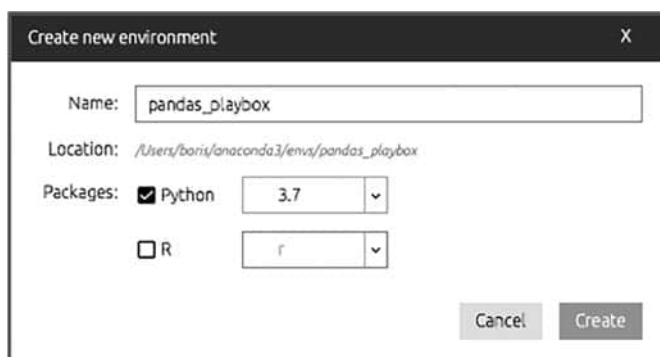 Create new environment X
Name: pandas_playbox
Location: /Users/boris/anaconda3/envs/pandas_playbox
Packages: Python 3.7
R r
Cancel Create